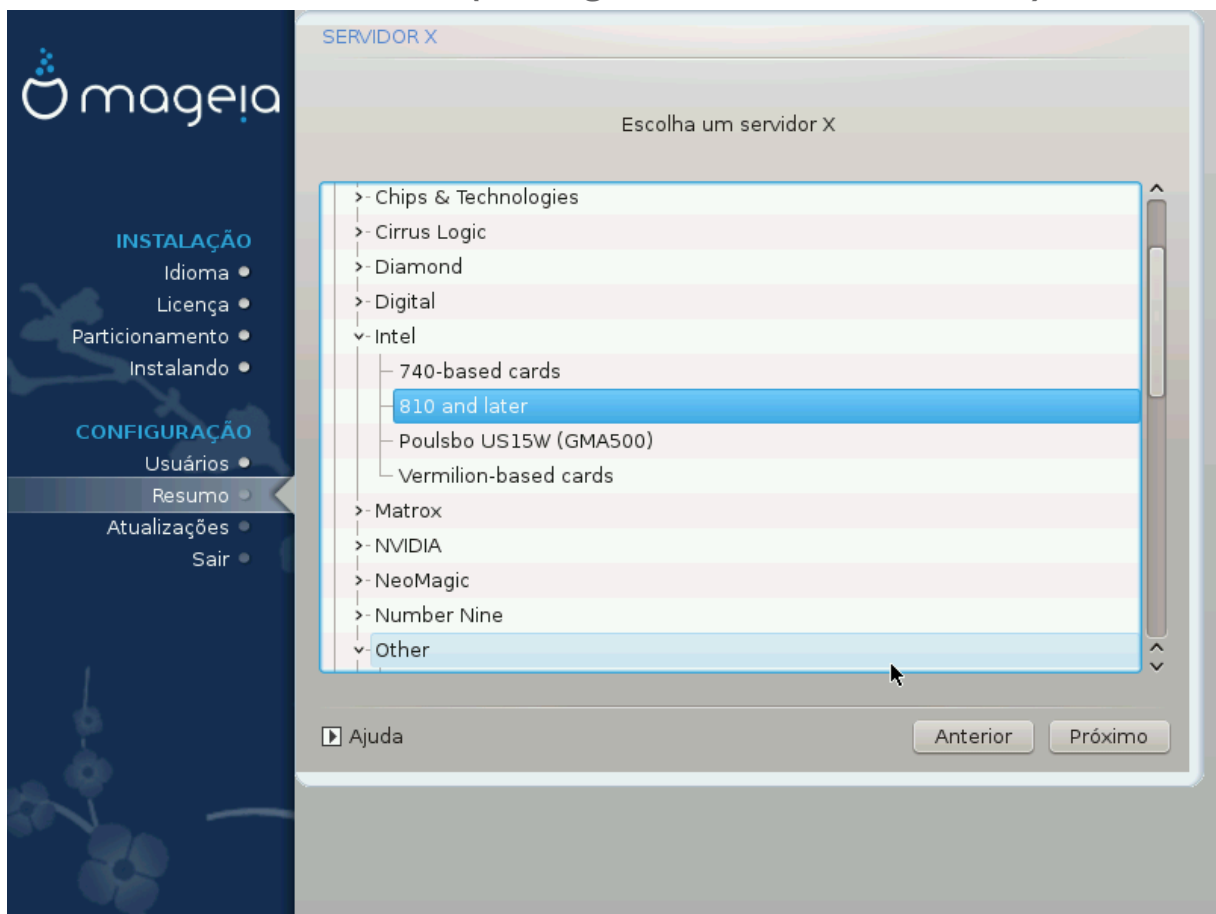 mageia
INSTALAÇÃO
Idioma
Licença
Particionamento
Instalando
CONFIGURAÇÃO
Usuários
Resumo
Atualizações
Sair
SERVIDOR X
Escolha um servidor X
Chips & Technologies
Cirrus Logic
Diamond
Digital
Intel
740-based cards
810 and later
Poulsbo US15W (GMA500)
Vermilion-based cards
Matrox
NVIDIA
NeoMagic
Number Nine
Other
Ajuda
Anterior
Próximo